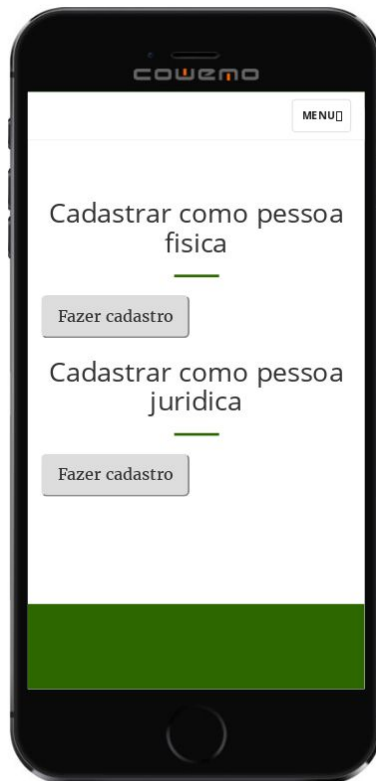 cowemo
MENU▯
Cadastrar como pessoa
fisica
Fazer cadastro
Cadastrar como pessoa
juridica
Fazer cadastro